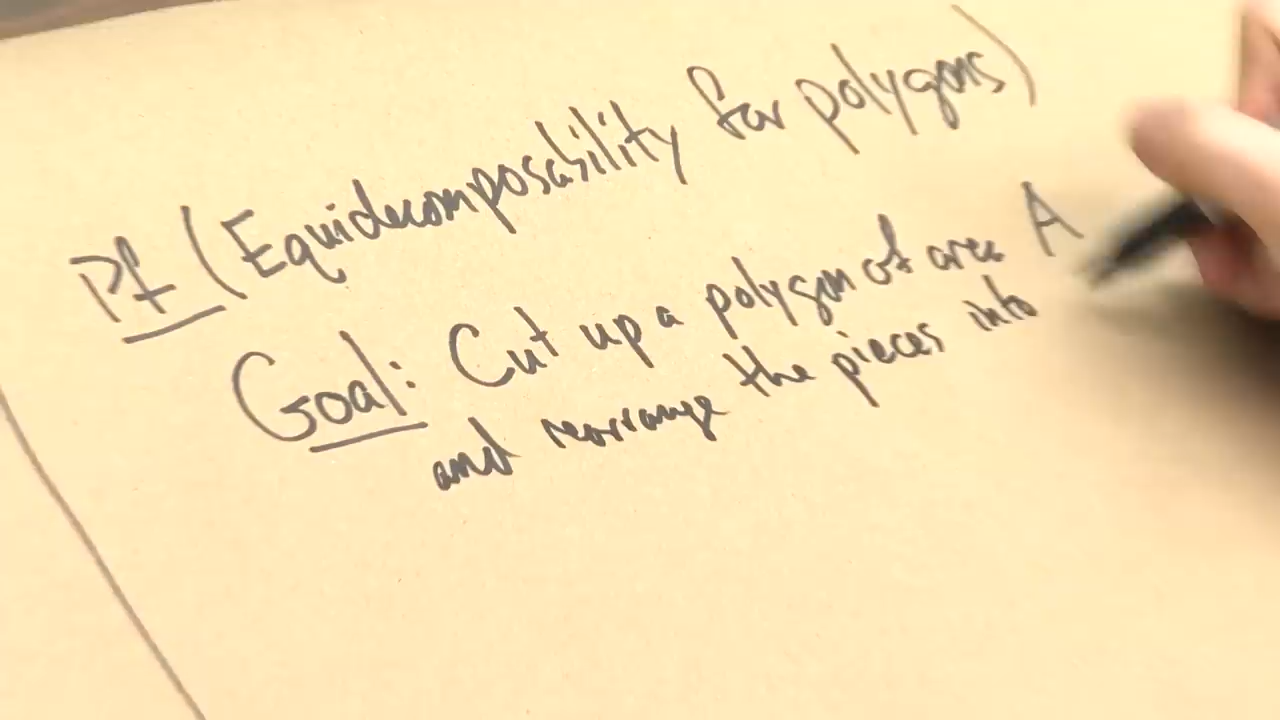 Pf (Equidecomposability for polygons)
Goal: Cut up a polygon of area A
and rearrange the pieces into